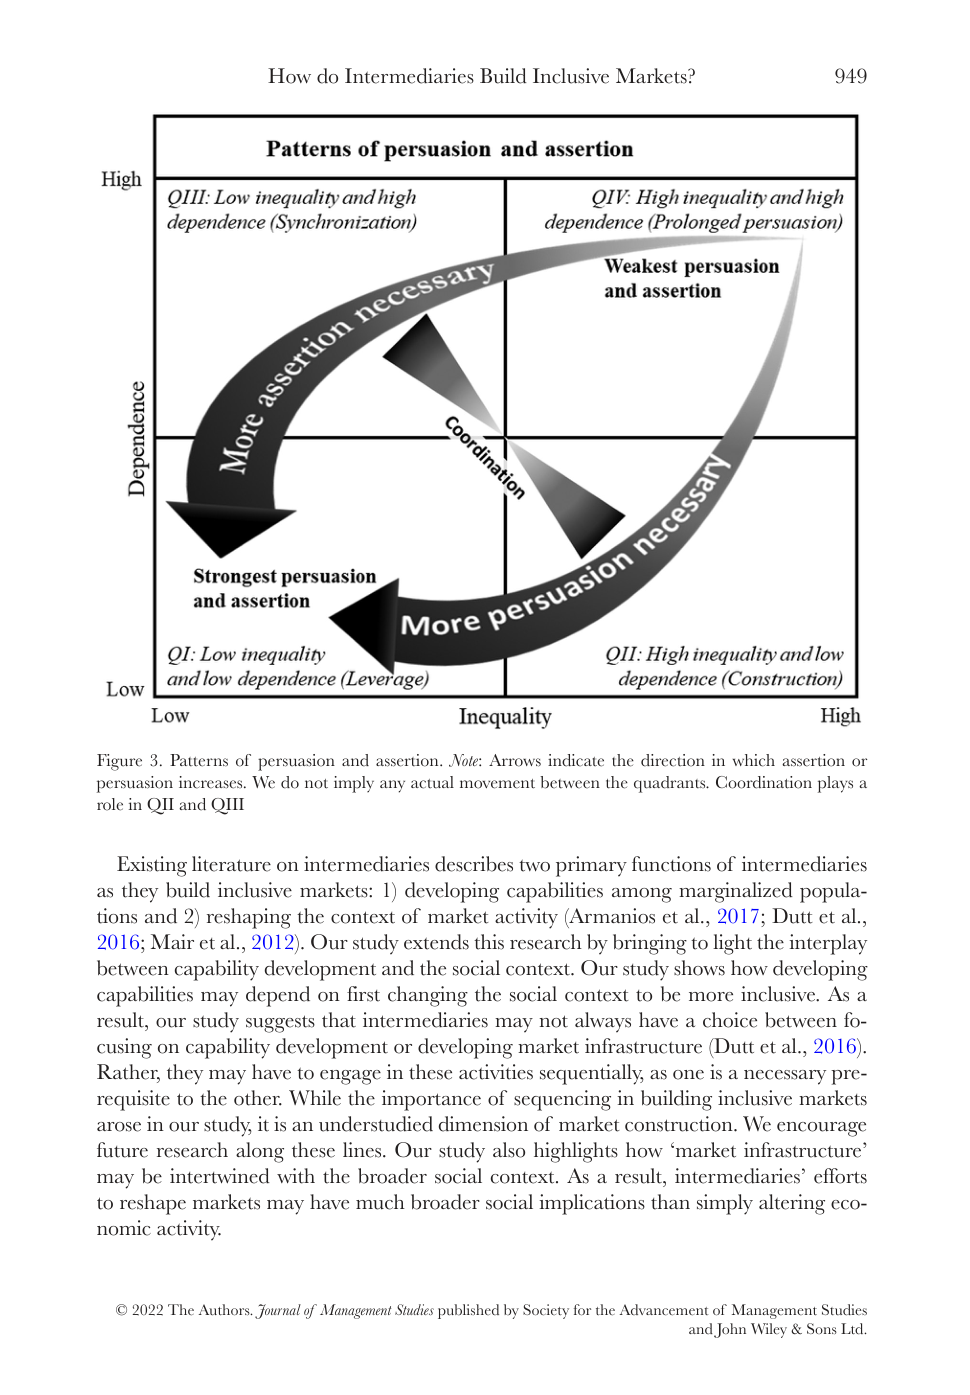 How do Intermediaries Build Inclusive Markets? 949
Patterns of persuasion and assertion
High
QIII: Low inequality and high
dependence (Synchronization)
QIV: High inequality and high
dependence (Prolonged persuasion)
Weakest persuasion
and assertion
More assertion necessary
Coordination
Dependence
More persuasion necessary
Strongest persuasion
and assertion
QI: Low inequality
and low dependence (Leverage)
QII: High inequality and low
dependence (Construction)
Low
Low Inequality High
Figure 3. Patterns of persuasion and assertion. Note: Arrows indicate the direction in which assertion or
persuasion increases. We do not imply any actual movement between the quadrants. Coordination plays a
role in QII and QIII
Existing literature on intermediaries describes two primary functions of intermediaries
as they build inclusive markets: 1) developing capabilities among marginalized popula-
tions and 2) reshaping the context of market activity (Armanios et al., 2017; Dutt et al.,
2016; Mair et al., 2012). Our study extends this research by bringing to light the interplay
between capability development and the social context. Our study shows how developing
capabilities may depend on first changing the social context to be more inclusive. As a
result, our study suggests that intermediaries may not always have a choice between fo-
cusing on capability development or developing market infrastructure (Dutt et al., 2016).
Rather, they may have to engage in these activities sequentially, as one is a necessary pre-
requisite to the other. While the importance of sequencing in building inclusive markets
arose in our study, it is an understudied dimension of market construction. We encourage
future research along these lines. Our study also highlights how ‘market infrastructure’
may be intertwined with the broader social context. As a result, intermediaries’ efforts
to reshape markets may have much broader social implications than simply altering eco-
nomic activity.
© 2022 The Authors. Journal of Management Studies published by Society for the Advancement of Management Studies
and John Wiley & Sons Ltd.